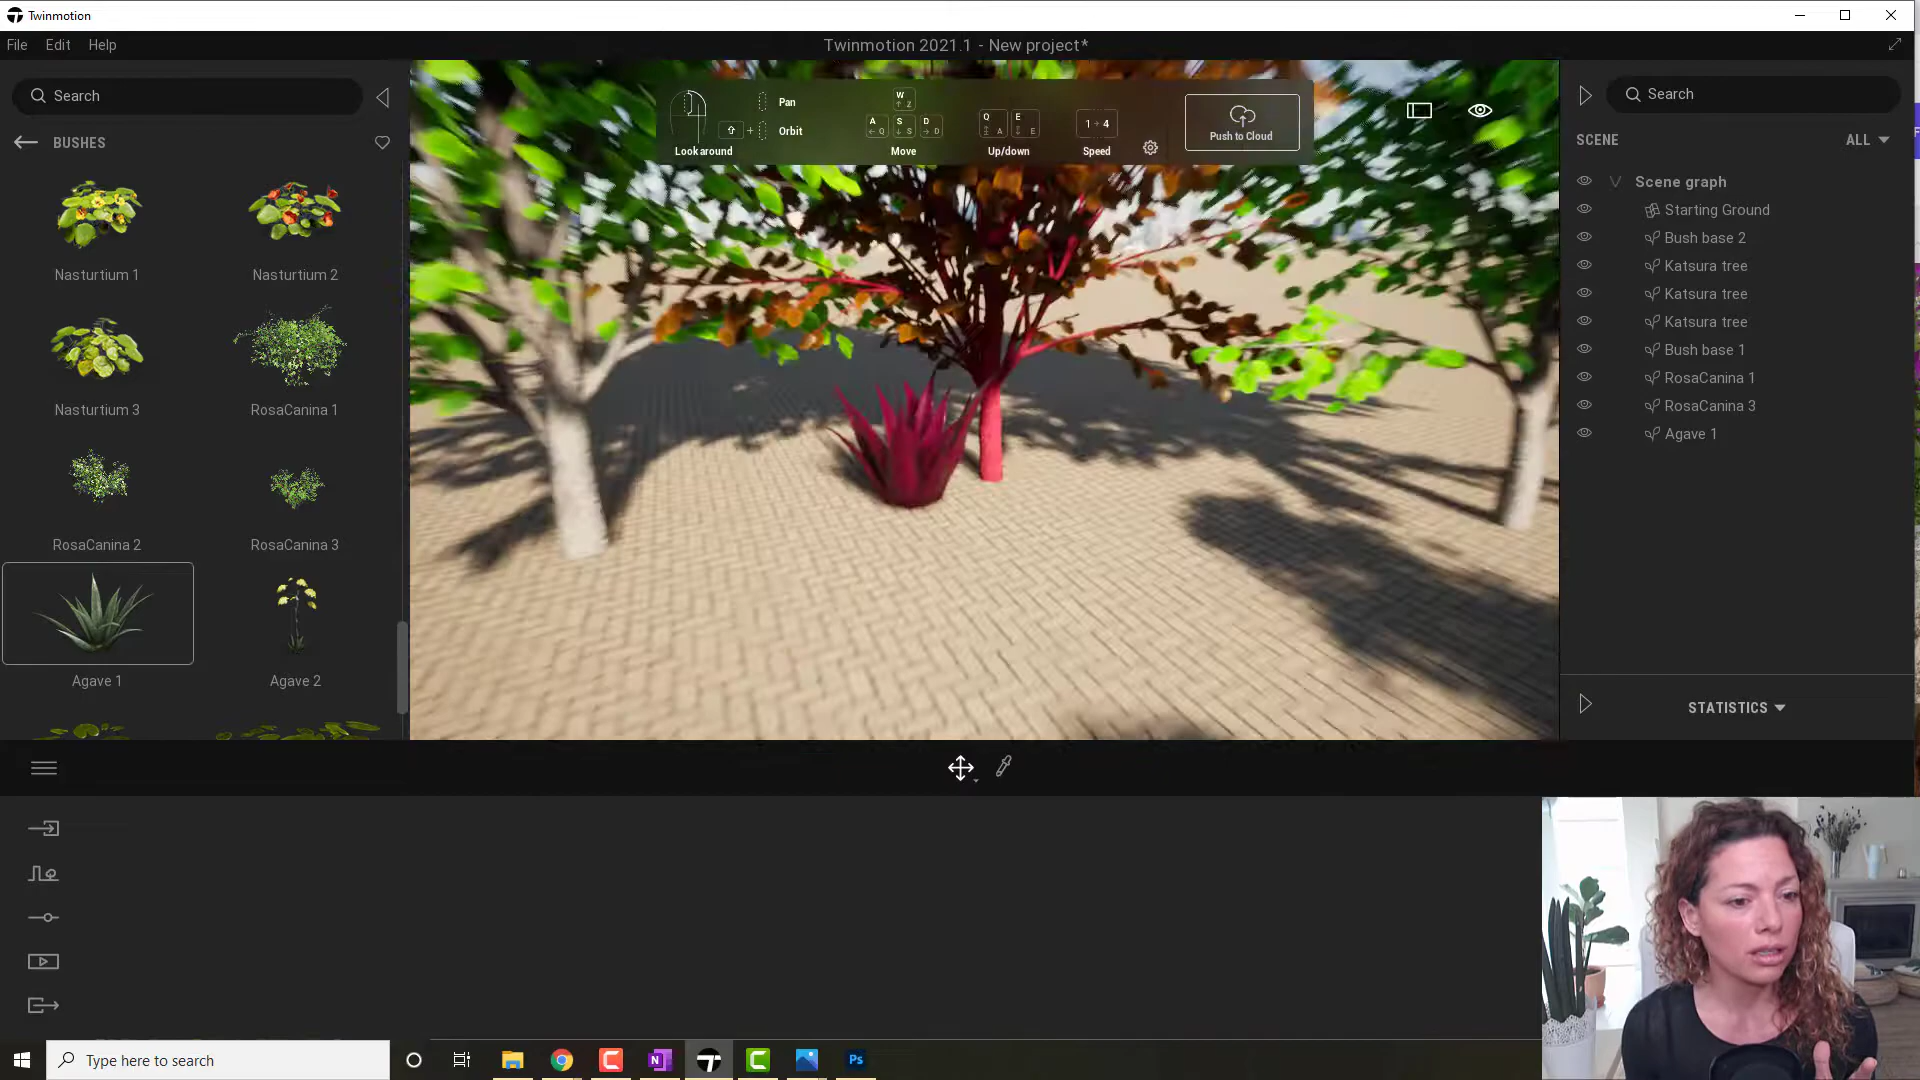 Twinmotion
File Edit Help
Twinmotion 2021.1 - New project*
Search
BUSHES
Nasturtium 1
Nasturtium 2
Nasturtium 3
RosaCanina 1
RosaCanina 2
RosaCanina 3
Agave 1
Agave 2
Look around
Pan
Orbit
W
↑ Z
A
← Q
S
↓ S
D
→ D
Move
Q
A
E
E
Up/down
1 → 4
Speed
Push to Cloud
Search
SCENE
ALL
Scene graph
Starting Ground
Bush base 2
Katsura tree
Katsura tree
Katsura tree
Bush base 1
RosaCanina 1
RosaCanina 3
Agave 1
STATISTICS
Type here to search
N
Ps